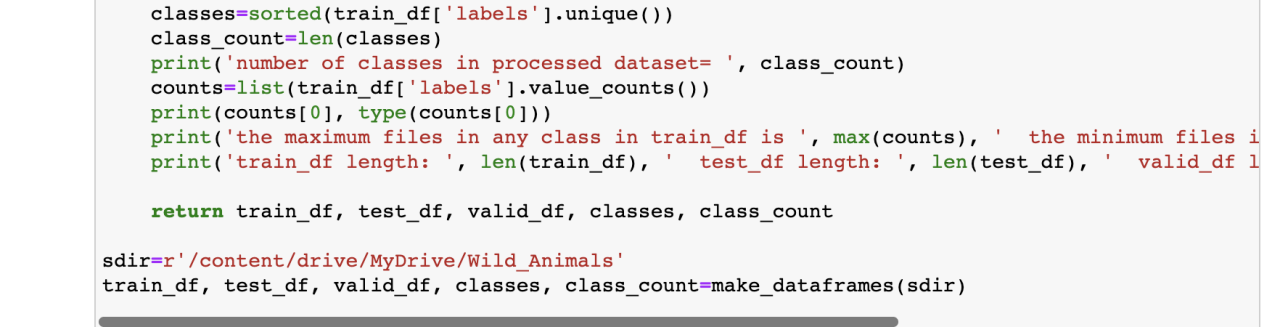 classes=sorted(train_df['labels'].unique())
class_count=len(classes)
print('number of classes in processed dataset= ', class_count)
counts=list(train_df['labels'].value_counts())
print(counts[0], type(counts[0]))
print('the maximum files in any class in train_df is ', max(counts), '  the minimum files i
print('train_df length: ', len(train_df), '  test_df length: ', len(test_df), '  valid_df l
return train_df, test_df, valid_df, classes, class_count
sdir=r'/content/drive/MyDrive/Wild_Animals'
train_df, test_df, valid_df, classes, class_count=make_dataframes(sdir)